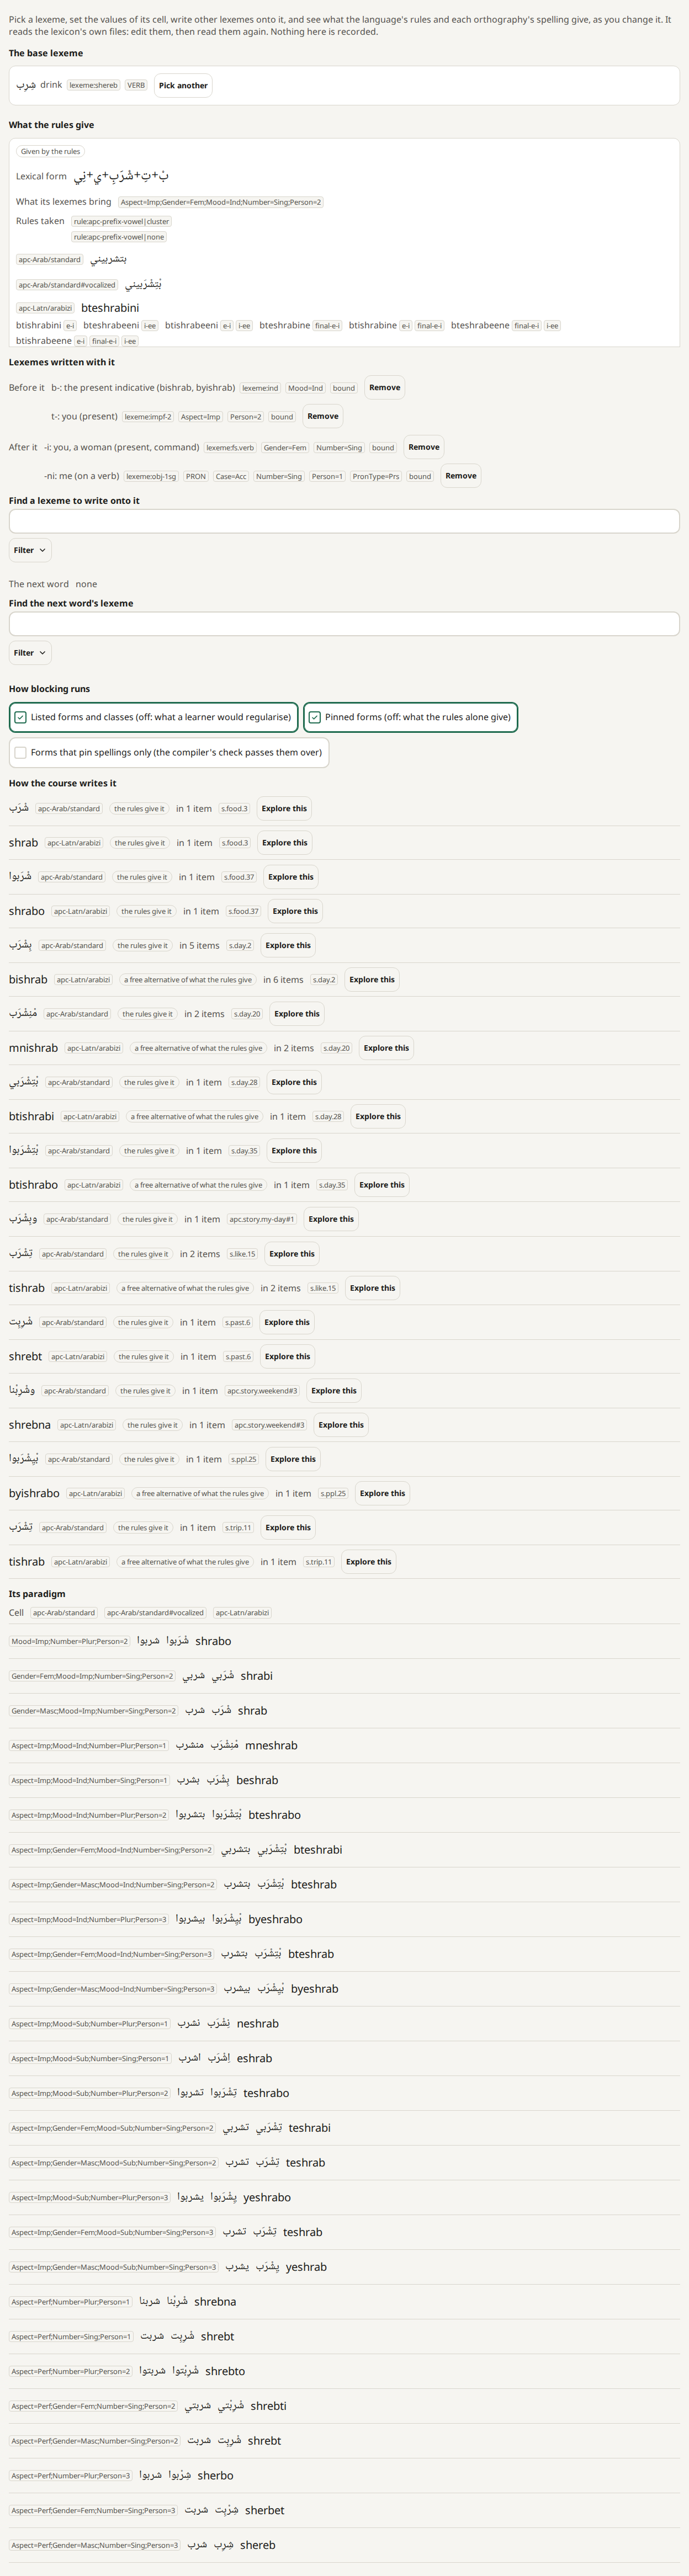 Pick a lexeme, set the values of its cell, write other lexemes onto it, and see what the language's rules and each orthography's spelling give, as you change it. It
reads the lexicon's own files: edit them, then read them again. Nothing here is recorded.
The base lexeme
شِرِب drink lexeme:shereb VERB Pick another
What the rules give
Given by the rules
Lexical form بْ+تِ+شْرَبِ+ي+نِي
What its lexemes bring Aspect=Imp;Gender=Fem;Mood=Ind;Number=Sing;Person=2
Rules taken rule:apc-prefix-vowel|cluster
rule:apc-prefix-vowel|none
apc-Arab/standard بتشربيني
apc-Arab/standard#vocalized بْتِشْرَبيني
apc-Latn/arabizi bteshrabini
btishrabini e-i bteshrabeeni i-ee btishrabeeni e-i i-ee bteshrabine final-e-i btishrabine e-i final-e-i bteshrabeene final-e-i i-ee
btishrabeene e-i final-e-i i-ee
Lexemes written with it
Before it b-: the present indicative (bishrab, byishrab) lexeme:ind Mood=Ind bound Remove
t-: you (present) lexeme:impf-2 Aspect=Imp Person=2 bound Remove
After it -i: you, a woman (present, command) lexeme:fs.verb Gender=Fem Number=Sing bound Remove
-ni: me (on a verb) lexeme:obj-1sg PRON Case=Acc Number=Sing Person=1 PronType=Prs bound Remove
Find a lexeme to write onto it
Filter
The next word none
Find the next word's lexeme
Filter
How blocking runs
Listed forms and classes (off: what a learner would regularise) Pinned forms (off: what the rules alone give)
Forms that pin spellings only (the compiler's check passes them over)
How the course writes it
شْرَب apc-Arab/standard the rules give it in 1 item s.food.3 Explore this
shrab apc-Latn/arabizi the rules give it in 1 item s.food.3 Explore this
شْرَبوا apc-Arab/standard the rules give it in 1 item s.food.37 Explore this
shrabo apc-Latn/arabizi the rules give it in 1 item s.food.37 Explore this
بِشْرَب apc-Arab/standard the rules give it in 5 items s.day.2 Explore this
bishrab apc-Latn/arabizi a free alternative of what the rules give in 6 items s.day.2 Explore this
مْنِشْرَب apc-Arab/standard the rules give it in 2 items s.day.20 Explore this
mnishrab apc-Latn/arabizi a free alternative of what the rules give in 2 items s.day.20 Explore this
بْتِشْرَبي apc-Arab/standard the rules give it in 1 item s.day.28 Explore this
btishrabi apc-Latn/arabizi a free alternative of what the rules give in 1 item s.day.28 Explore this
بْتِشْرَبوا apc-Arab/standard the rules give it in 1 item s.day.35 Explore this
btishrabo apc-Latn/arabizi a free alternative of what the rules give in 1 item s.day.35 Explore this
وبِشْرَب apc-Arab/standard the rules give it in 1 item apc.story.my-day#1 Explore this
تِشْرَب apc-Arab/standard the rules give it in 2 items s.like.15 Explore this
tishrab apc-Latn/arabizi a free alternative of what the rules give in 2 items s.like.15 Explore this
شْرِبِت apc-Arab/standard the rules give it in 1 item s.past.6 Explore this
shrebt apc-Latn/arabizi the rules give it in 1 item s.past.6 Explore this
وشْرِبْنا apc-Arab/standard the rules give it in 1 item apc.story.weekend#3 Explore this
shrebna apc-Latn/arabizi the rules give it in 1 item apc.story.weekend#3 Explore this
بْيِشْرَبوا apc-Arab/standard the rules give it in 1 item s.ppl.25 Explore this
byishrabo apc-Latn/arabizi a free alternative of what the rules give in 1 item s.ppl.25 Explore this
تِشْرَب apc-Arab/standard the rules give it in 1 item s.trip.11 Explore this
tishrab apc-Latn/arabizi a free alternative of what the rules give in 1 item s.trip.11 Explore this
Its paradigm
Cell apc-Arab/standard apc-Arab/standard#vocalized apc-Latn/arabizi
Mood=Imp;Number=Plur;Person=2 شربوا شْرَبوا shrabo
Gender=Fem;Mood=Imp;Number=Sing;Person=2 شربي شْرَبي shrabi
Gender=Masc;Mood=Imp;Number=Sing;Person=2 شرب شْرَب shrab
Aspect=Imp;Mood=Ind;Number=Plur;Person=1 منشرب مْنِشْرَب mneshrab
Aspect=Imp;Mood=Ind;Number=Sing;Person=1 بشرب بِشْرَب beshrab
Aspect=Imp;Mood=Ind;Number=Plur;Person=2 بتشربوا بْتِشْرَبوا bteshrabo
Aspect=Imp;Gender=Fem;Mood=Ind;Number=Sing;Person=2 بتشربي بْتِشْرَبي bteshrabi
Aspect=Imp;Gender=Masc;Mood=Ind;Number=Sing;Person=2 بتشرب بْتِشْرَب bteshrab
Aspect=Imp;Mood=Ind;Number=Plur;Person=3 بيشربوا بْيِشْرَبوا byeshrabo
Aspect=Imp;Gender=Fem;Mood=Ind;Number=Sing;Person=3 بتشرب بْتِشْرَب bteshrab
Aspect=Imp;Gender=Masc;Mood=Ind;Number=Sing;Person=3 بيشرب بْيِشْرَب byeshrab
Aspect=Imp;Mood=Sub;Number=Plur;Person=1 نشرب نِشْرَب neshrab
Aspect=Imp;Mood=Sub;Number=Sing;Person=1 اشرب اِشْرَب eshrab
Aspect=Imp;Mood=Sub;Number=Plur;Person=2 تشربوا تِشْرَبوا teshrabo
Aspect=Imp;Gender=Fem;Mood=Sub;Number=Sing;Person=2 تشربي تِشْرَبي teshrabi
Aspect=Imp;Gender=Masc;Mood=Sub;Number=Sing;Person=2 تشرب تِشْرَب teshrab
Aspect=Imp;Mood=Sub;Number=Plur;Person=3 يشربوا يِشْرَبوا yeshrabo
Aspect=Imp;Gender=Fem;Mood=Sub;Number=Sing;Person=3 تشرب تِشْرَب teshrab
Aspect=Imp;Gender=Masc;Mood=Sub;Number=Sing;Person=3 يشرب يِشْرَب yeshrab
Aspect=Perf;Number=Plur;Person=1 شربنا شْرِبْنا shrebna
Aspect=Perf;Number=Sing;Person=1 شربت شْرِبِت shrebt
Aspect=Perf;Number=Plur;Person=2 شربتوا شْرِبْتوا shrebto
Aspect=Perf;Gender=Fem;Number=Sing;Person=2 شربتي شْرِبْتي shrebti
Aspect=Perf;Gender=Masc;Number=Sing;Person=2 شربت شْرِبِت shrebt
Aspect=Perf;Number=Plur;Person=3 شربوا شِرْبوا sherbo
Aspect=Perf;Gender=Fem;Number=Sing;Person=3 شربت شِرْبِت sherbet
Aspect=Perf;Gender=Masc;Number=Sing;Person=3 شرب شِرِب shereb